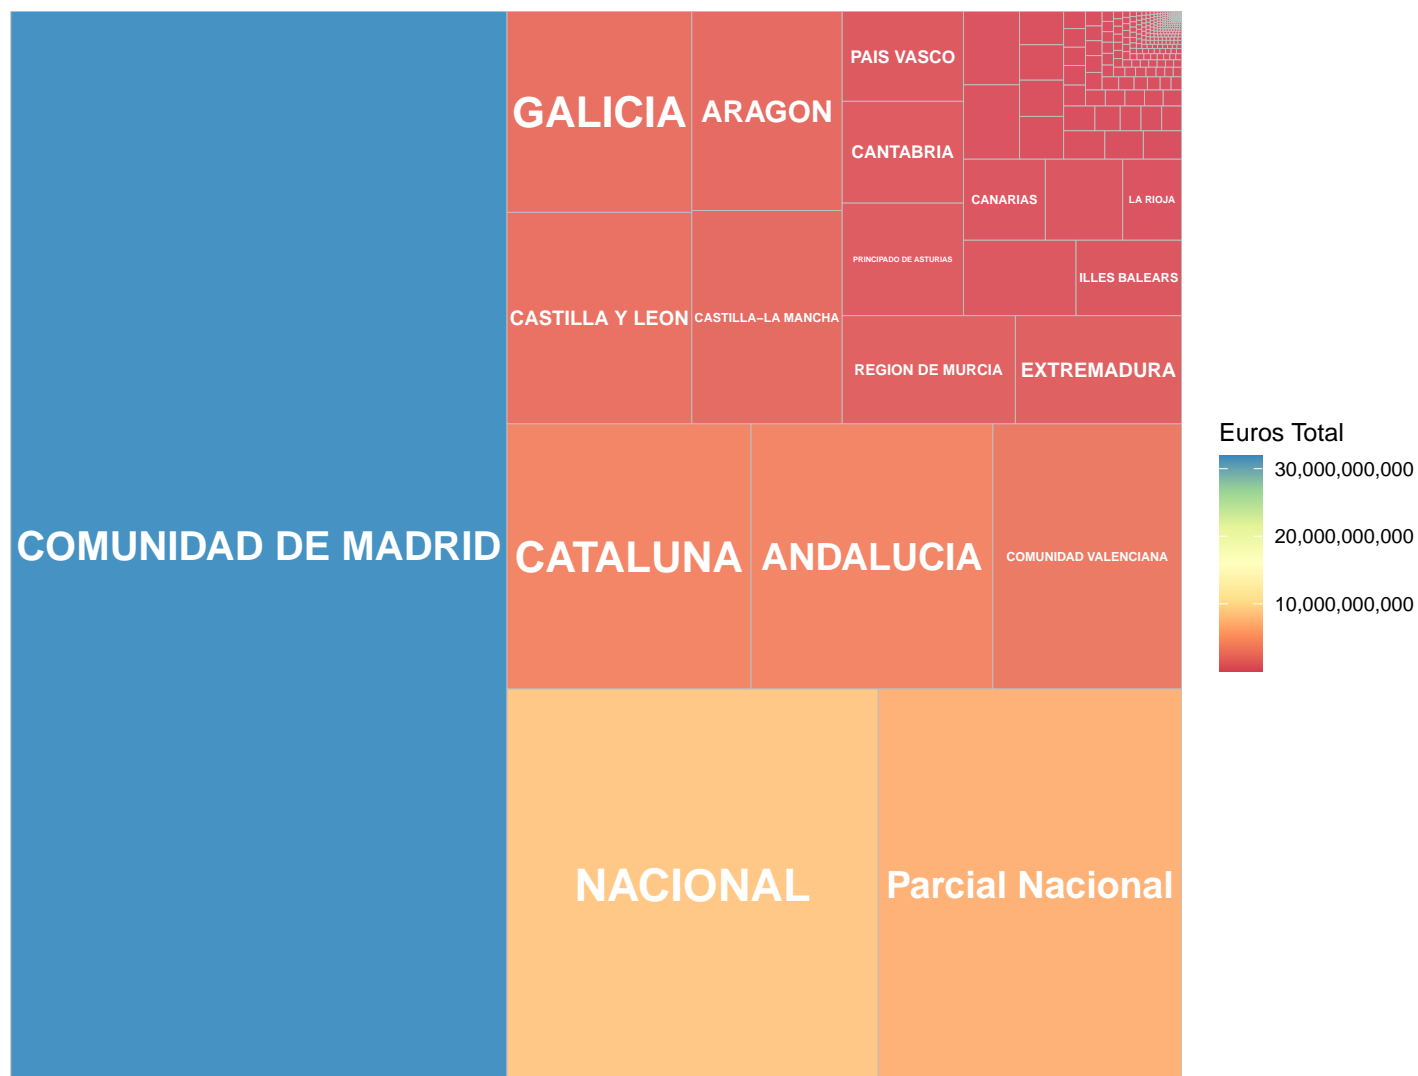 GALICIA
ARAGON
PAIS VASCO
CANTABRIA
CANARIAS
LA RIOJA
PRINCIPADO DE ASTURIAS
ILLES BALEARS
CASTILLA Y LEON
CASTILLA–LA MANCHA
REGION DE MURCIA
EXTREMADURA
COMUNIDAD DE MADRID
CATALUNA
ANDALUCIA
COMUNIDAD VALENCIANA
NACIONAL
Parcial Nacional
Euros Total
30,000,000,000
20,000,000,000
10,000,000,000